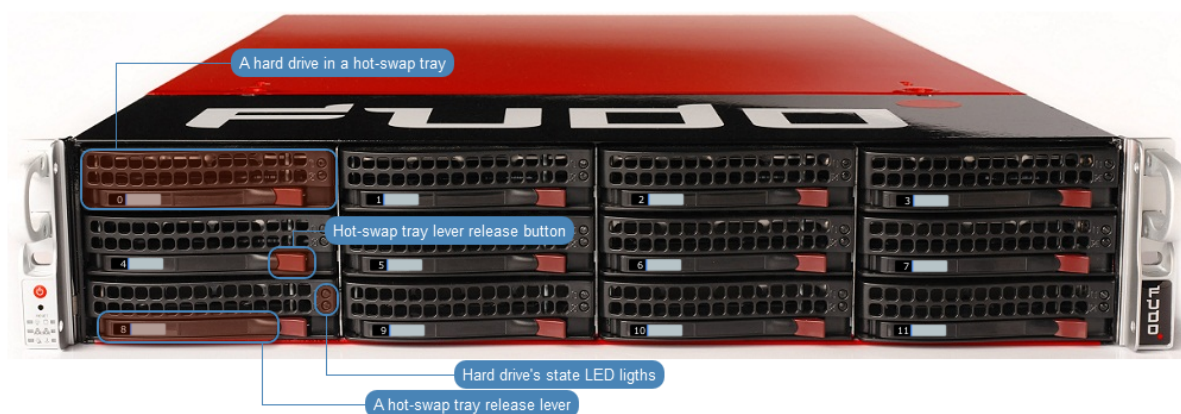 A hard drive in a hot-swap tray
FUDO
0
1
2
3
Hot-swap tray lever release button
4
5
6
7
FUDO
8
9
10
11
Hard drive's state LED ligths
A hot-swap tray release lever